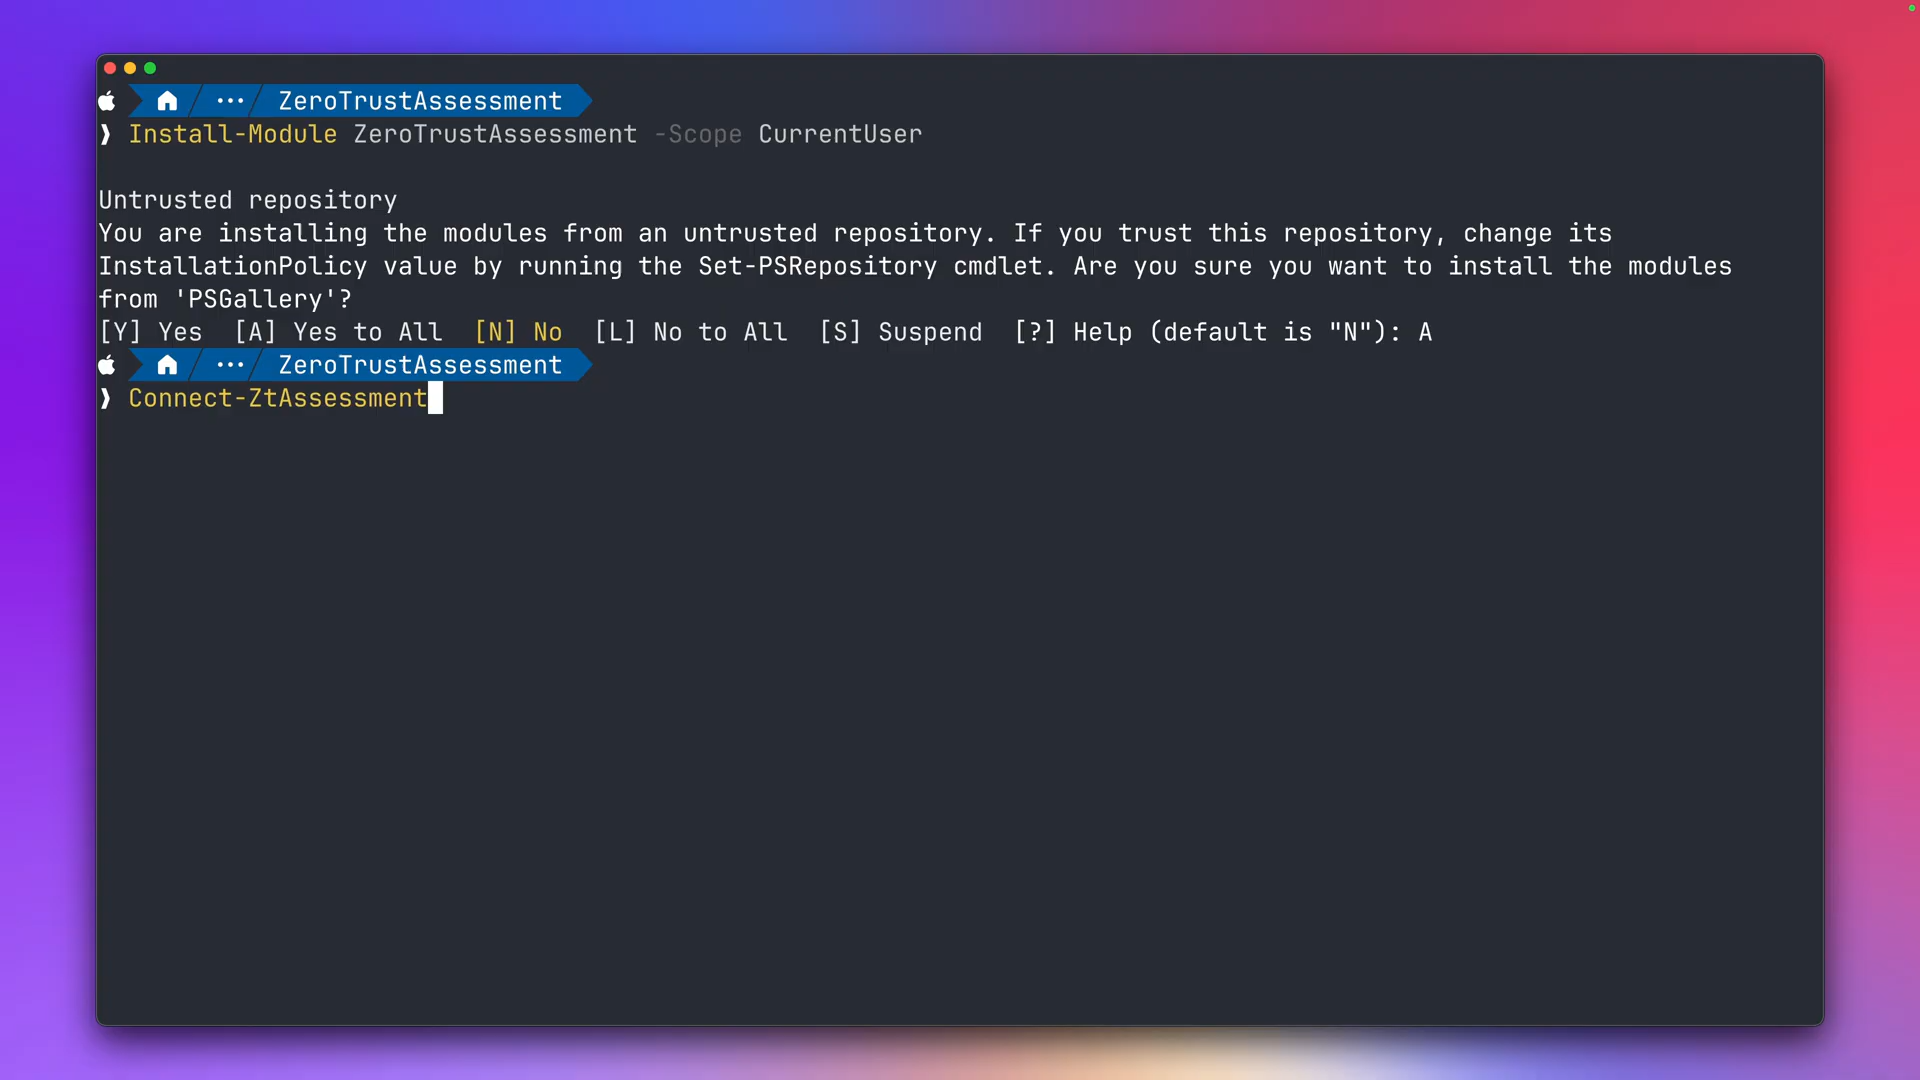 ZeroTrustAssessment
❯ Install-Module ZeroTrustAssessment -Scope CurrentUser
Untrusted repository
You are installing the modules from an untrusted repository. If you trust this repository, change its
InstallationPolicy value by running the Set-PSRepository cmdlet. Are you sure you want to install the modules
from 'PSGallery'?
[Y] Yes  [A] Yes to All  [N] No  [L] No to All  [S] Suspend  [?] Help (default is "N"): A
ZeroTrustAssessment
❯ Connect-ZtAssessment